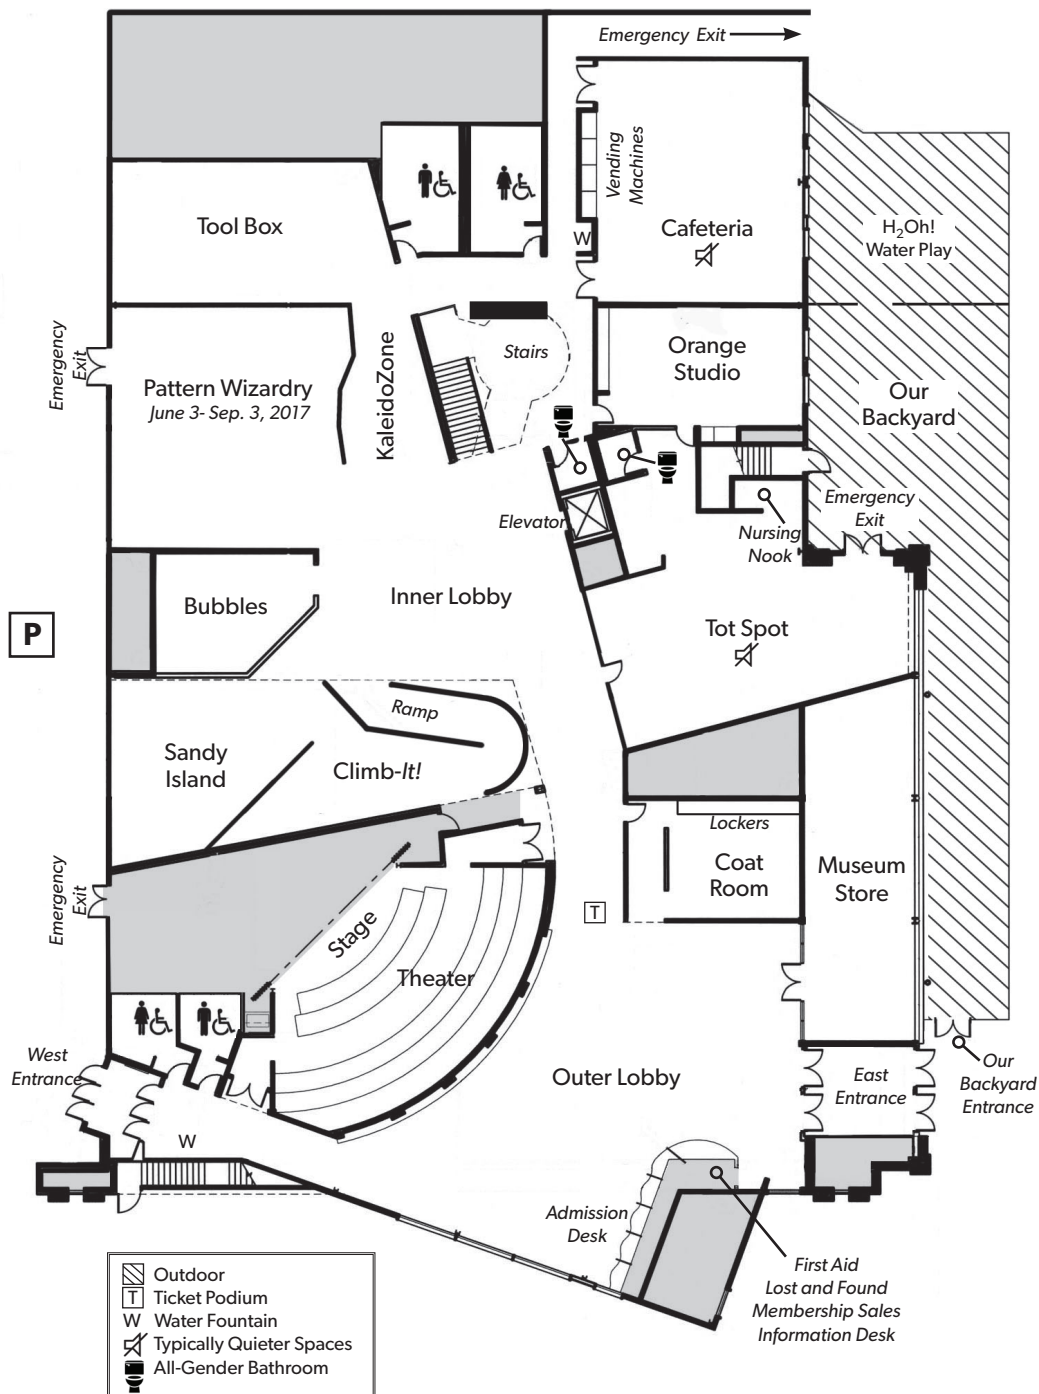 Emergency Exit
Vending
Machines
Tool Box
W
Cafeteria
H₂Oh!
Water Play
Emergency
Exit
Pattern Wizardry
June 3- Sep. 3, 2017
KaleidoZone
Stairs
Orange
Studio
Our
Backyard
Elevator
Nursing
Nook
Emergency
Exit
P
Bubbles
Inner Lobby
Tot Spot
Ramp
Sandy
Island
Climb-It!
Lockers
Coat
Room
Museum
Store
Emergency
Exit
T
Stage
Theater
West
Entrance
W
Outer Lobby
East
Entrance
Our
Backyard
Entrance
Admission
Desk
First Aid
Lost and Found
Membership Sales
Information Desk
Outdoor
T Ticket Podium
W Water Fountain
Typically Quieter Spaces
All-Gender Bathroom